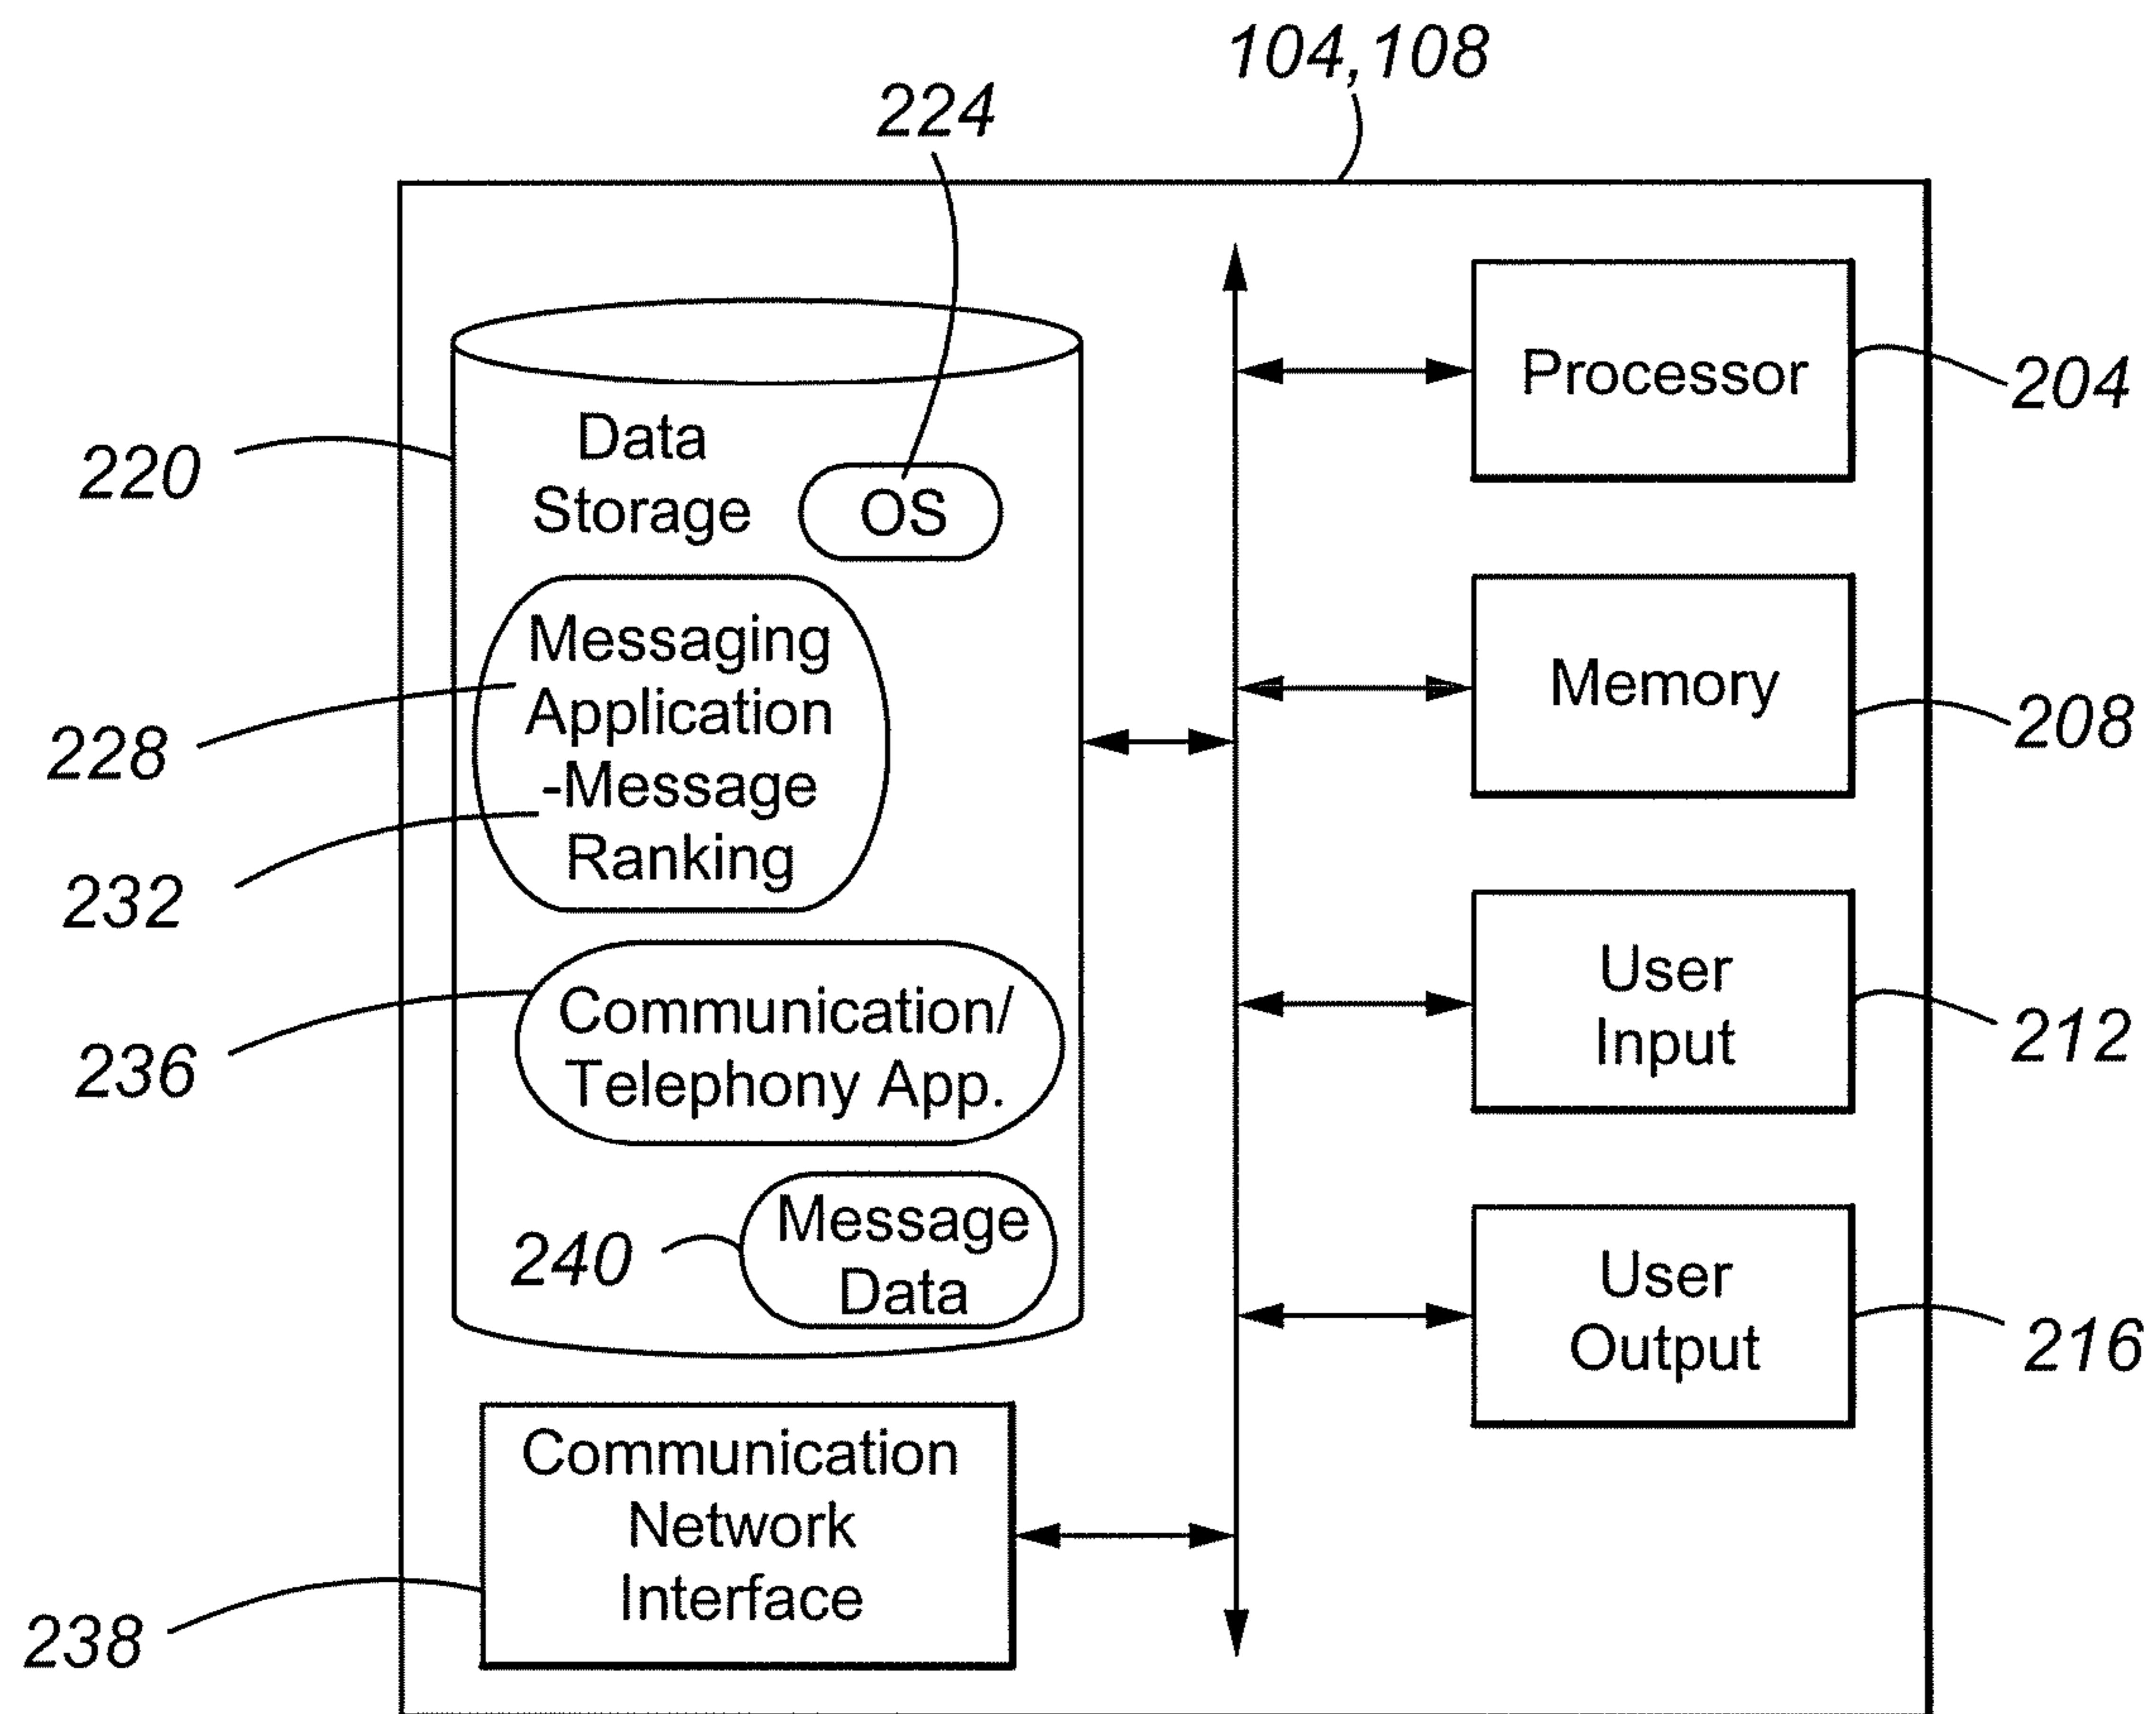 104,108
224
Processor
204
Data
Storage
OS
220
Messaging
Application
-Message
Ranking
228
232
Memory
208
Communication/
Telephony App.
236
User
Input
212
Message
Data
240
User
Output
216
Communication
Network
Interface
238